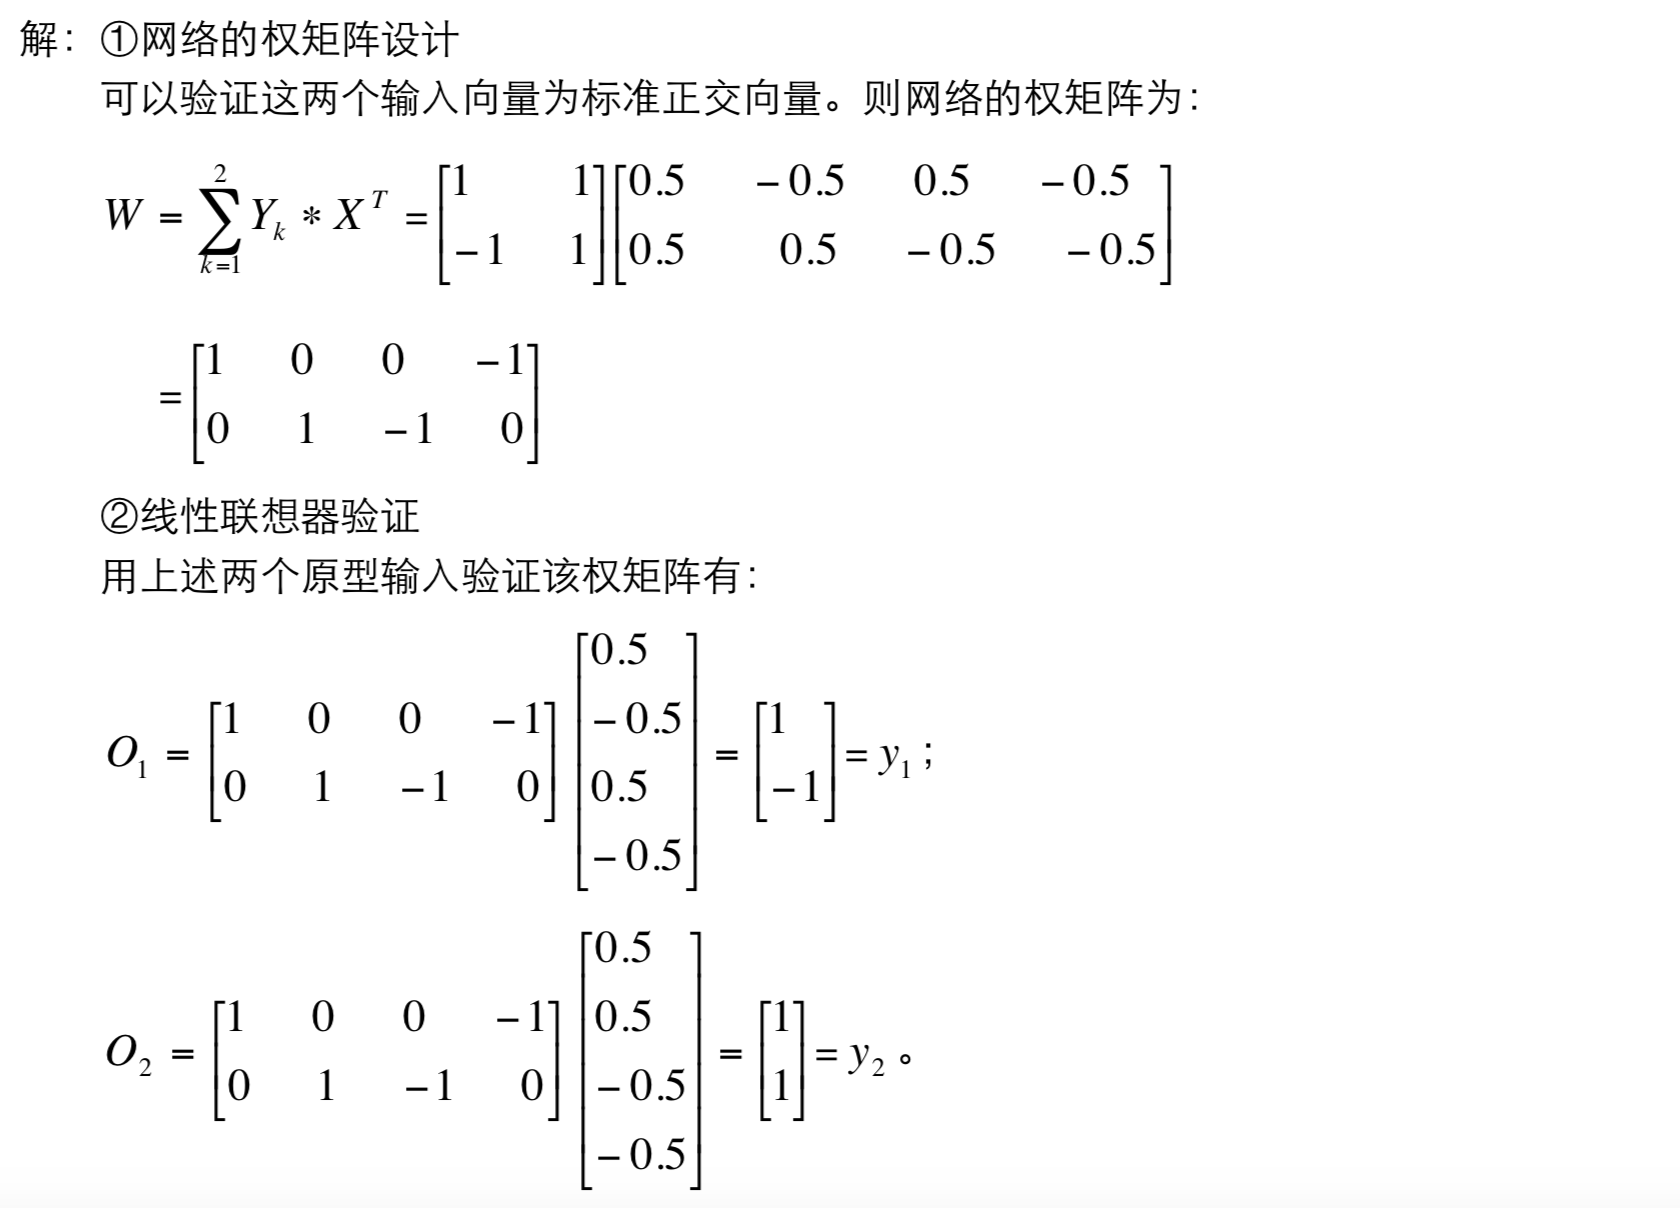 解：①网络的权矩阵设计
可以验证这两个输入向量为标准正交向量。则网络的权矩阵为：
W = \sum_{k=1}^{2} Y_k * X^T = \begin{bmatrix} 1 & 1 \\ -1 & 1 \end{bmatrix} \begin{bmatrix} 0.5 & -0.5 & 0.5 & -0.5 \\ 0.5 & 0.5 & -0.5 & -0.5 \end{bmatrix}
= \begin{bmatrix} 1 & 0 & 0 & -1 \\ 0 & 1 & -1 & 0 \end{bmatrix}
②线性联想器验证
用上述两个原型输入验证该权矩阵有：
O_1 = \begin{bmatrix} 1 & 0 & 0 & -1 \\ 0 & 1 & -1 & 0 \end{bmatrix} \begin{bmatrix} 0.5 \\ -0.5 \\ 0.5 \\ -0.5 \end{bmatrix} = \begin{bmatrix} 1 \\ -1 \end{bmatrix} = y_1 ;
O_2 = \begin{bmatrix} 1 & 0 & 0 & -1 \\ 0 & 1 & -1 & 0 \end{bmatrix} \begin{bmatrix} 0.5 \\ 0.5 \\ -0.5 \\ -0.5 \end{bmatrix} = \begin{bmatrix} 1 \\ 1 \end{bmatrix} = y_2 。